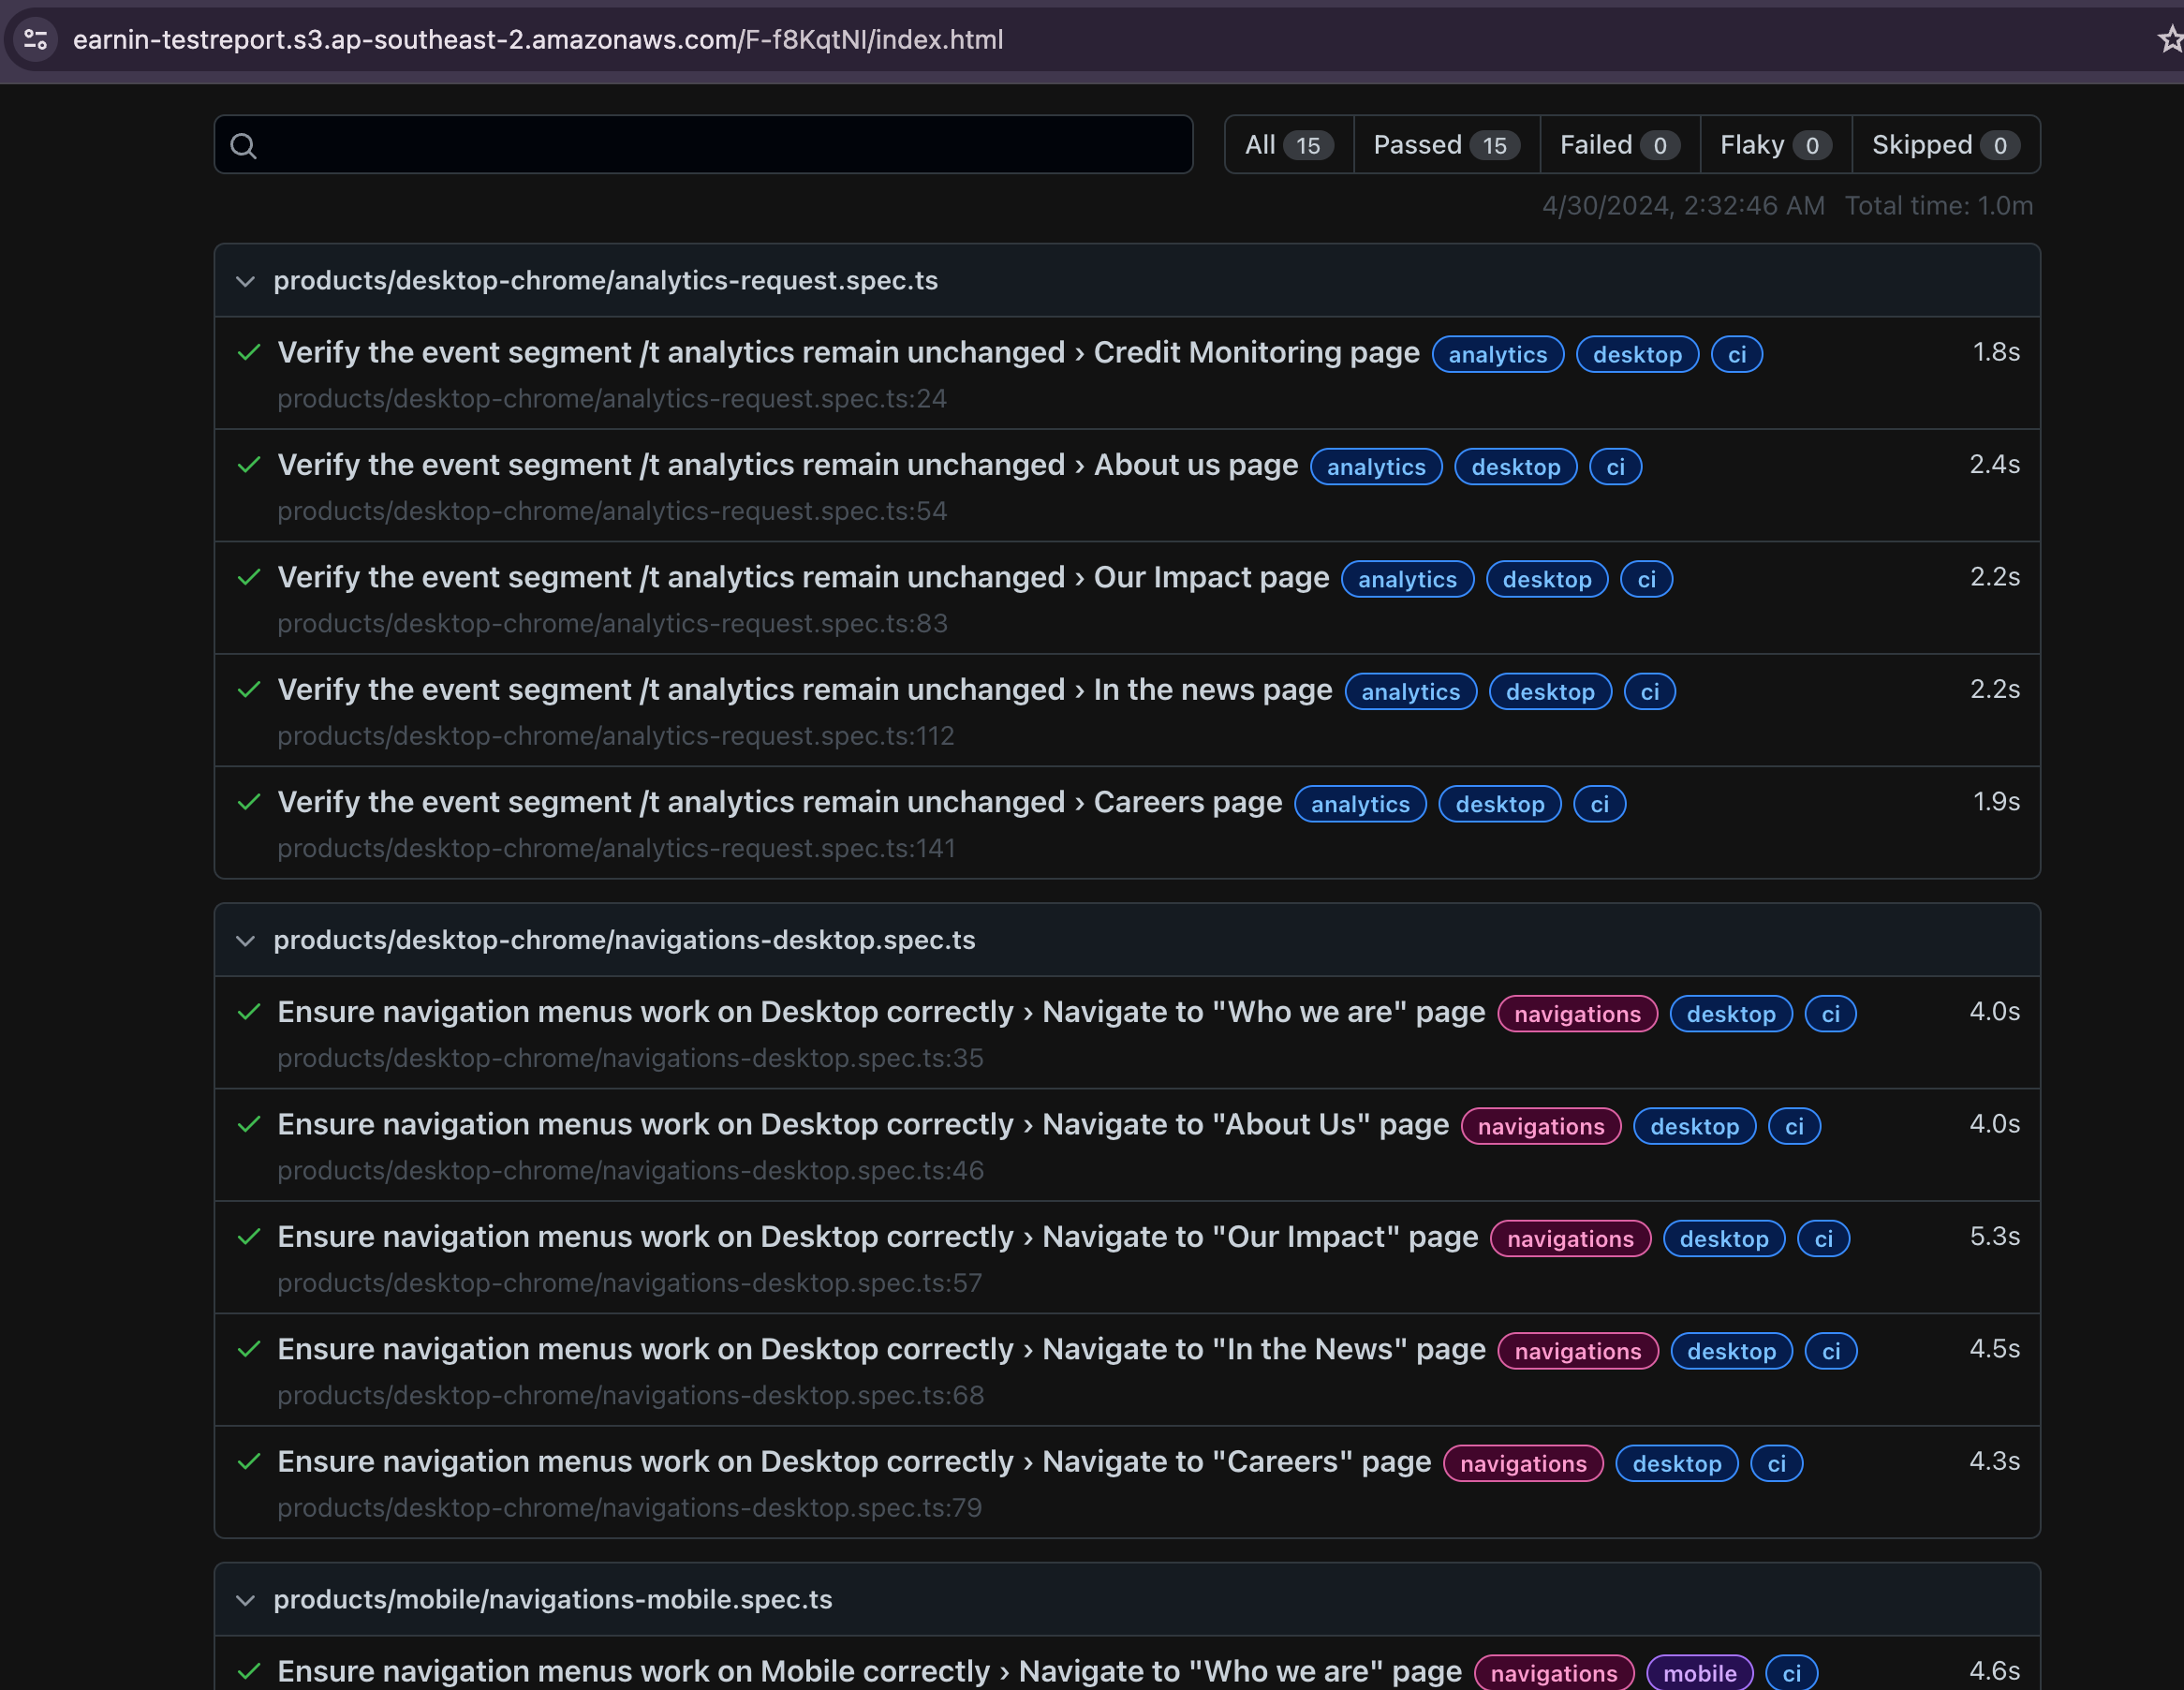 earnin-testreport.s3.ap-southeast-2.amazonaws.com/F-f8KqtNI/index.html
All 15 Passed 15 Failed 0 Flaky 0 Skipped 0
4/30/2024, 2:32:46 AM Total time: 1.0m
products/desktop-chrome/analytics-request.spec.ts
Verify the event segment /t analytics remain unchanged › Credit Monitoring page analytics desktop ci 1.8s
products/desktop-chrome/analytics-request.spec.ts:24
Verify the event segment /t analytics remain unchanged › About us page analytics desktop ci 2.4s
products/desktop-chrome/analytics-request.spec.ts:54
Verify the event segment /t analytics remain unchanged › Our Impact page analytics desktop ci 2.2s
products/desktop-chrome/analytics-request.spec.ts:83
Verify the event segment /t analytics remain unchanged › In the news page analytics desktop ci 2.2s
products/desktop-chrome/analytics-request.spec.ts:112
Verify the event segment /t analytics remain unchanged › Careers page analytics desktop ci 1.9s
products/desktop-chrome/analytics-request.spec.ts:141
products/desktop-chrome/navigations-desktop.spec.ts
Ensure navigation menus work on Desktop correctly › Navigate to "Who we are" page navigations desktop ci 4.0s
products/desktop-chrome/navigations-desktop.spec.ts:35
Ensure navigation menus work on Desktop correctly › Navigate to "About Us" page navigations desktop ci 4.0s
products/desktop-chrome/navigations-desktop.spec.ts:46
Ensure navigation menus work on Desktop correctly › Navigate to "Our Impact" page navigations desktop ci 5.3s
products/desktop-chrome/navigations-desktop.spec.ts:57
Ensure navigation menus work on Desktop correctly › Navigate to "In the News" page navigations desktop ci 4.5s
products/desktop-chrome/navigations-desktop.spec.ts:68
Ensure navigation menus work on Desktop correctly › Navigate to "Careers" page navigations desktop ci 4.3s
products/desktop-chrome/navigations-desktop.spec.ts:79
products/mobile/navigations-mobile.spec.ts
Ensure navigation menus work on Mobile correctly › Navigate to "Who we are" page navigations mobile ci 4.6s